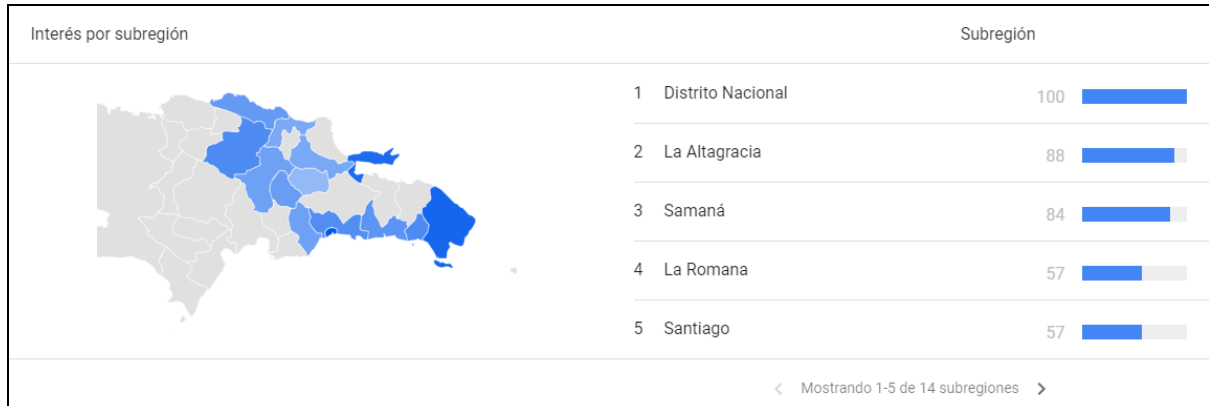 Interés por subregión
Subregión
1 Distrito Nacional 100
2 La Altagracia 88
3 Samaná 84
4 La Romana 57
5 Santiago 57
Mostrando 1-5 de 14 subregiones